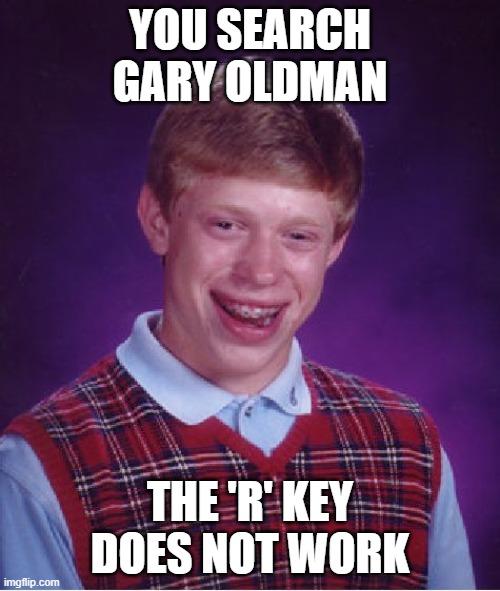 YOU SEARCH
GARY OLDMAN
THE 'R' KEY
DOES NOT WORK
imgflip.com